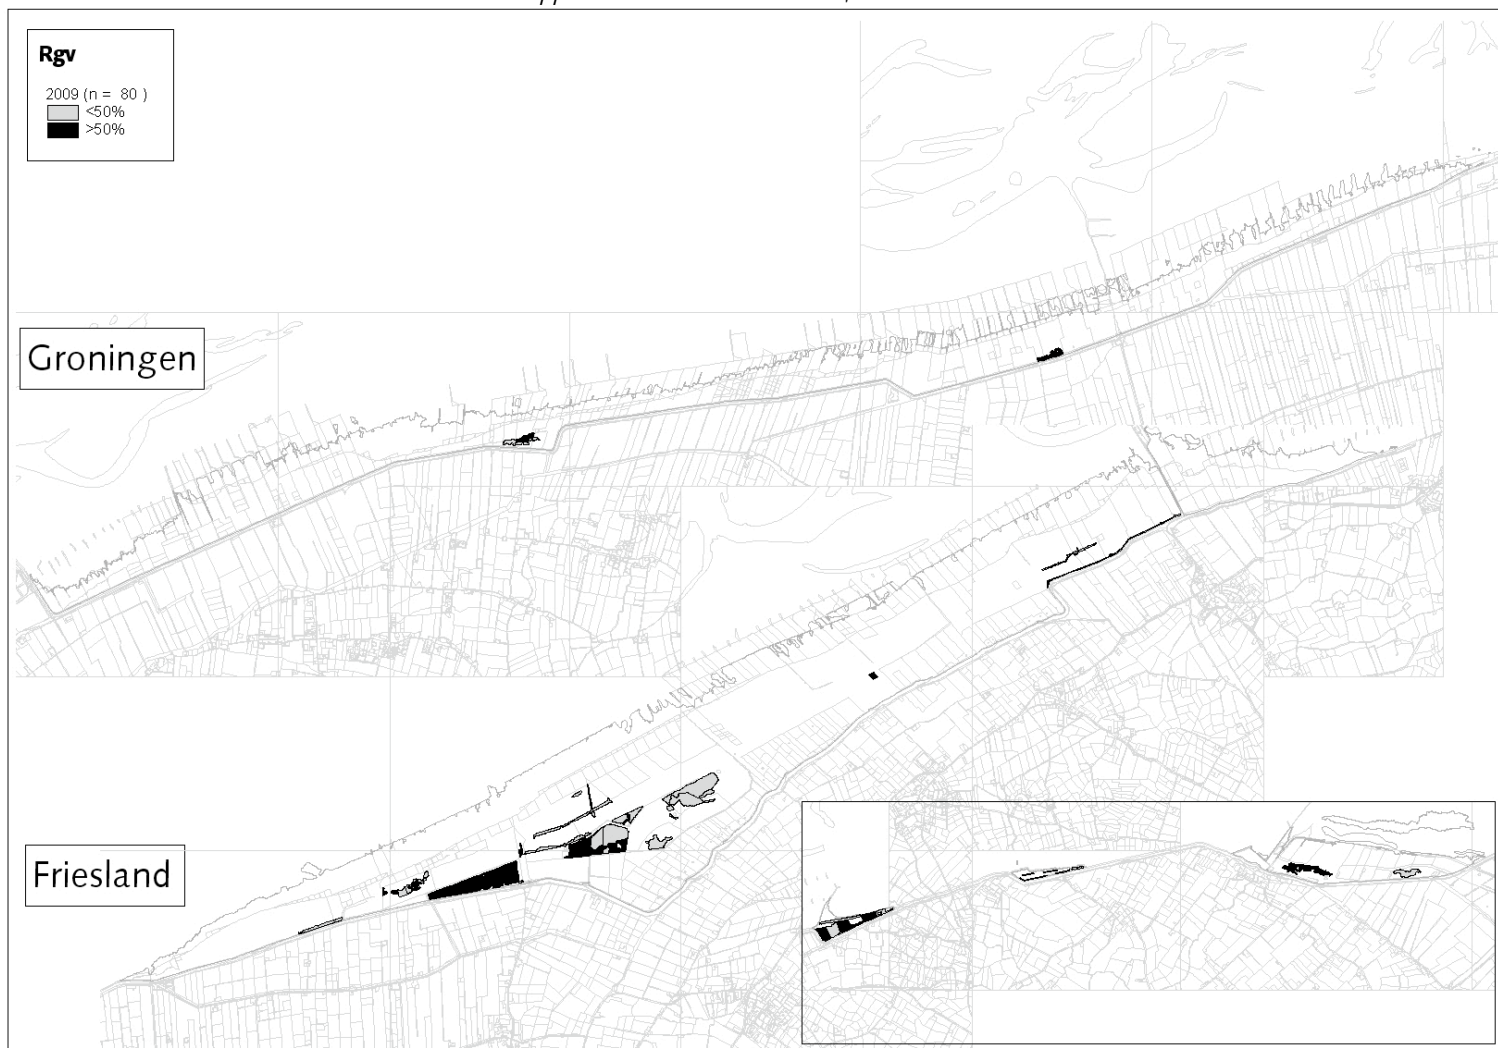 Rgv
2009 (n = 80 )
<50%
>50%
Groningen
Friesland